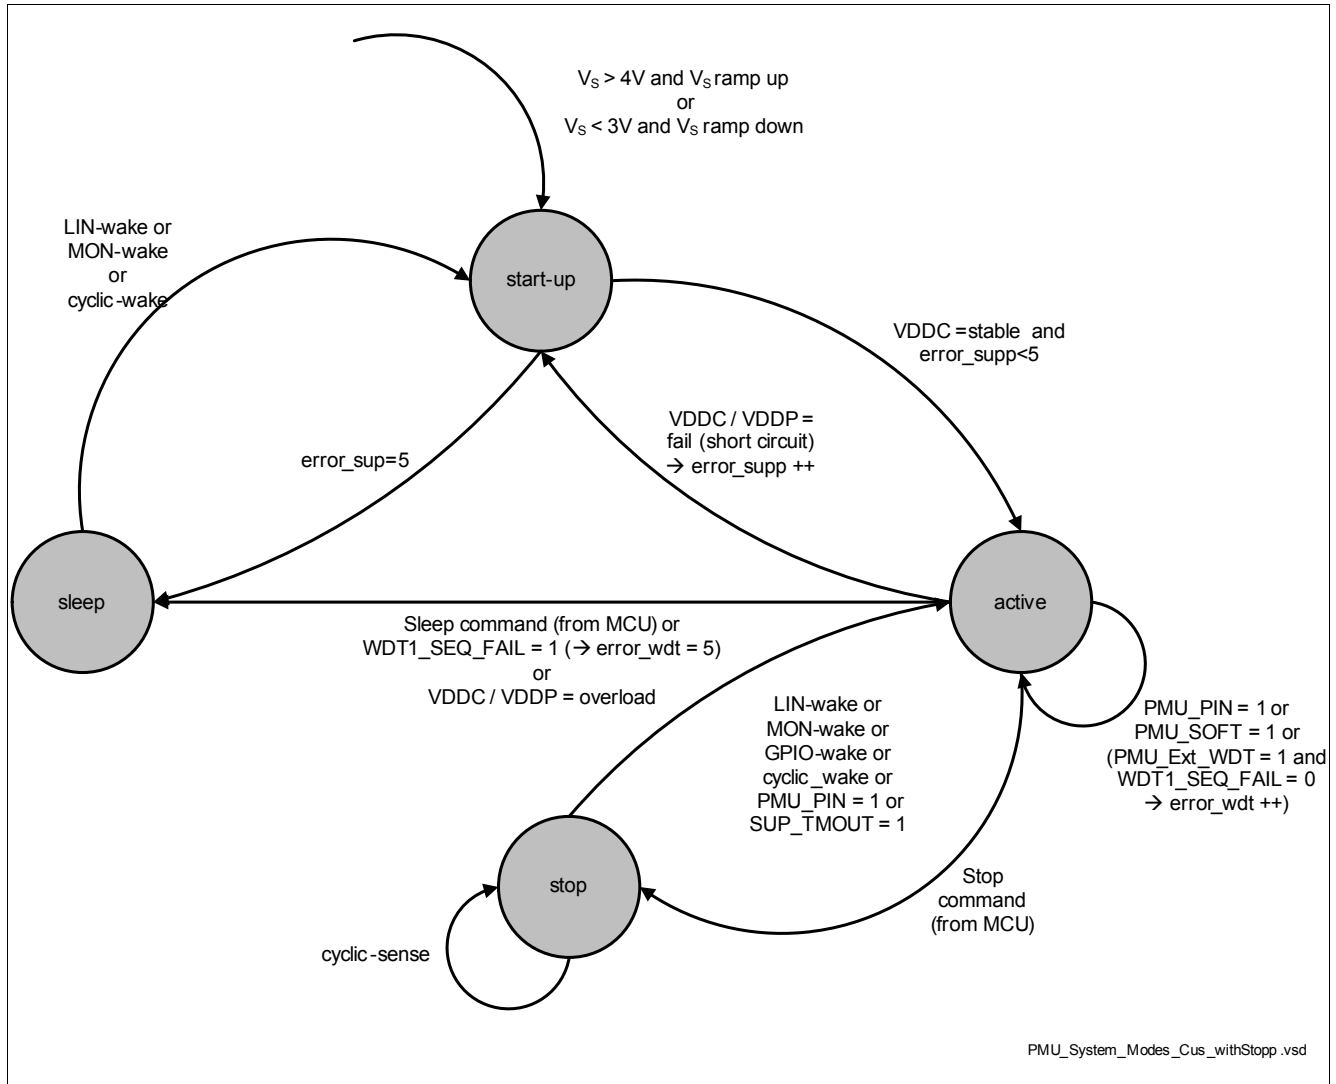 V_S > 4V and V_S ramp up
or
V_S < 3V and V_S ramp down
LIN-wake or
MON-wake
or
cyclic-wake
start-up
VDDC =stable and
error_supp<5
VDDC / VDDP =
fail (short circuit)
→ error_supp ++
error_sup=5
sleep
active
Sleep command (from MCU) or
WDT1_SEQ_FAIL = 1 (→ error_wdt = 5)
or
VDDC / VDDP = overload
LIN-wake or
MON-wake or
GPIO-wake or
cyclic_wake or
PMU_PIN = 1 or
SUP_TMOUT = 1
PMU_PIN = 1 or
PMU_SOFT = 1 or
(PMU_Ext_WDT = 1 and
WDT1_SEQ_FAIL = 0
→ error_wdt ++)
stop
Stop
command
(from MCU)
cyclic-sense
PMU_System_Modes_Cus_withStopp.vsd